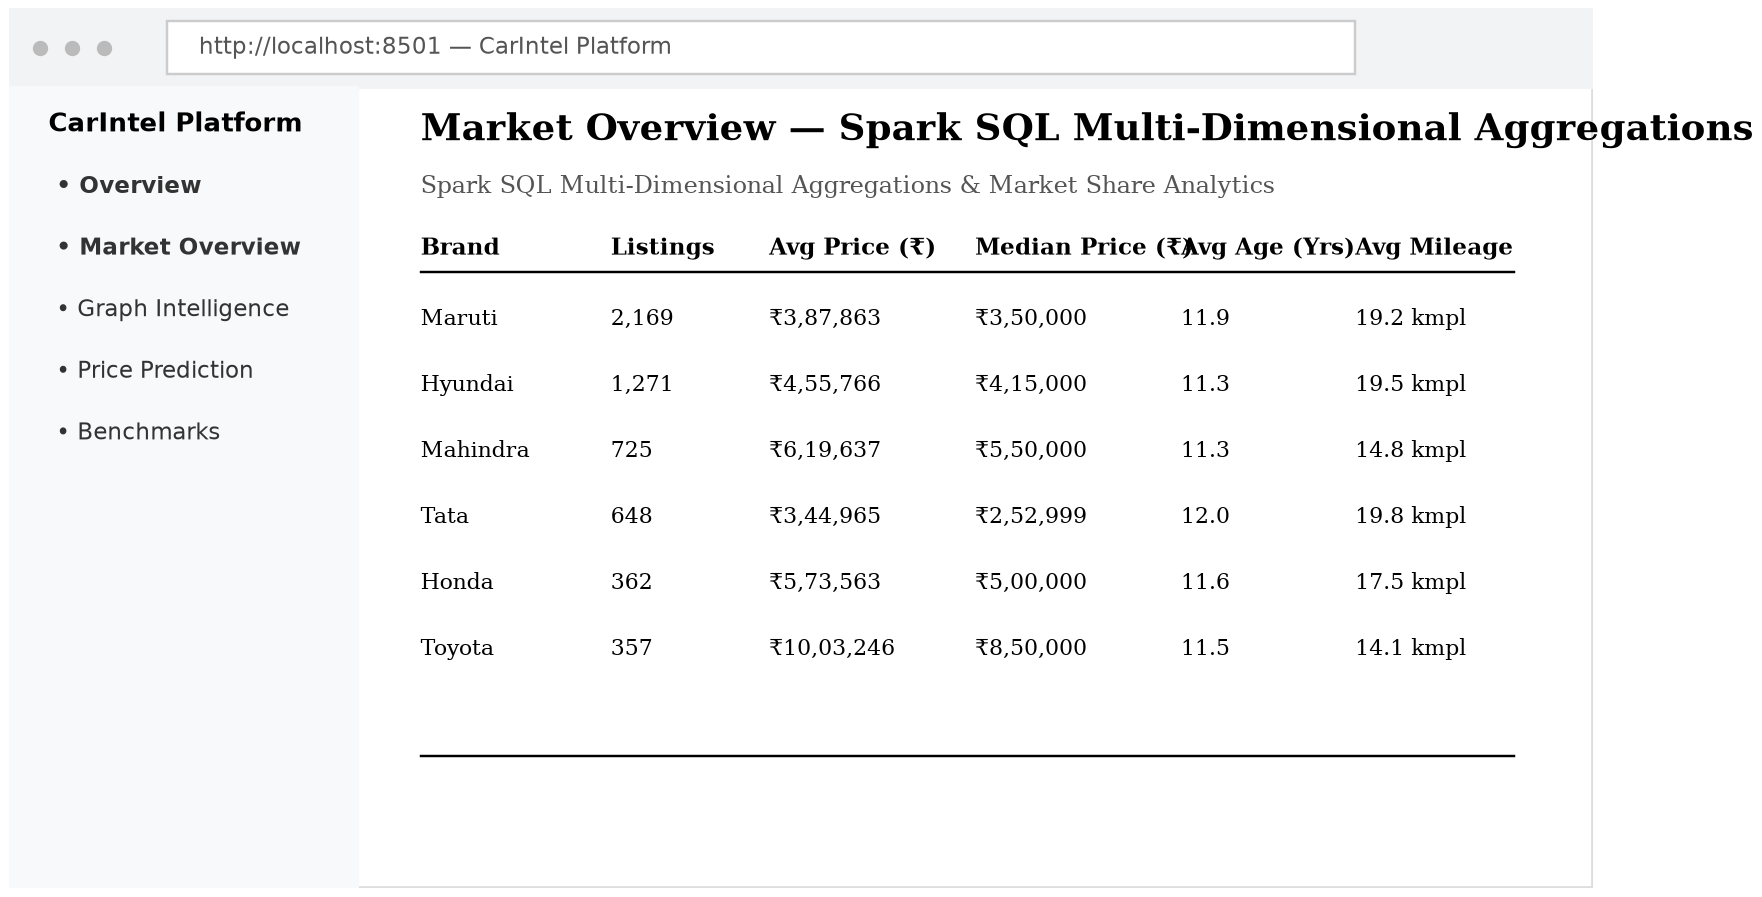 http://localhost:8501 — CarIntel Platform
CarIntel Platform
• Overview
• Market Overview
• Graph Intelligence
• Price Prediction
• Benchmarks
Market Overview — Spark SQL Multi-Dimensional Aggregations
Spark SQL Multi-Dimensional Aggregations & Market Share Analytics
Brand Listings Avg Price (₹) Median Price (₹) Avg Age (Yrs) Avg Mileage
Maruti 2,169 ₹3,87,863 ₹3,50,000 11.9 19.2 kmpl
Hyundai 1,271 ₹4,55,766 ₹4,15,000 11.3 19.5 kmpl
Mahindra 725 ₹6,19,637 ₹5,50,000 11.3 14.8 kmpl
Tata 648 ₹3,44,965 ₹2,52,999 12.0 19.8 kmpl
Honda 362 ₹5,73,563 ₹5,00,000 11.6 17.5 kmpl
Toyota 357 ₹10,03,246 ₹8,50,000 11.5 14.1 kmpl